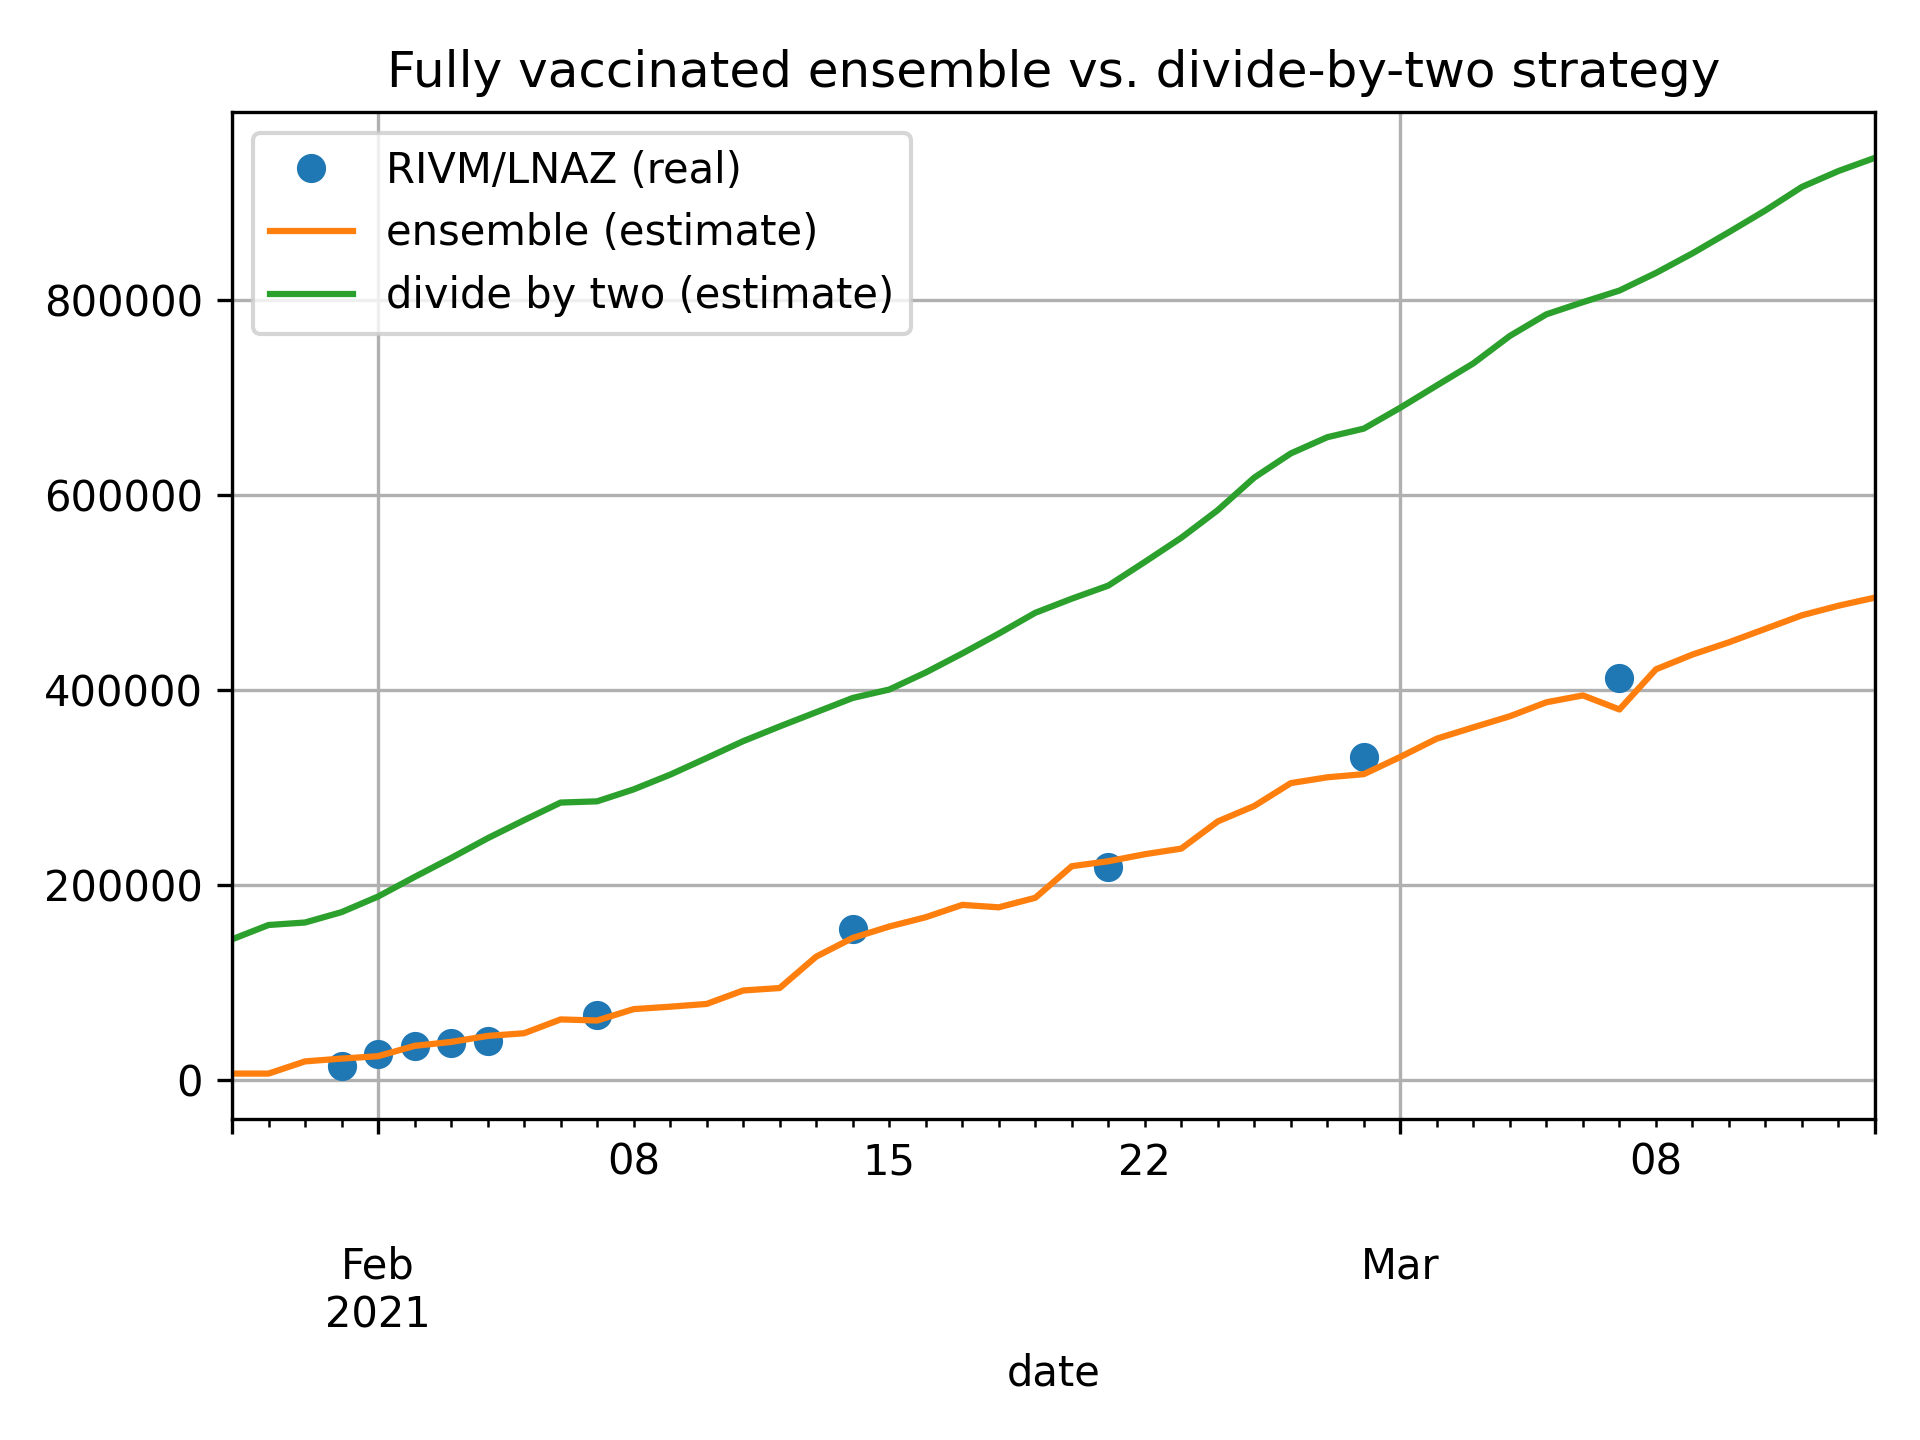 Fully vaccinated ensemble vs. divide-by-two strategy
RIVM/LNAZ (real)
ensemble (estimate)
divide by two (estimate)
800000
600000
400000
200000
0
08 15 22 08
Feb Mar
2021
date